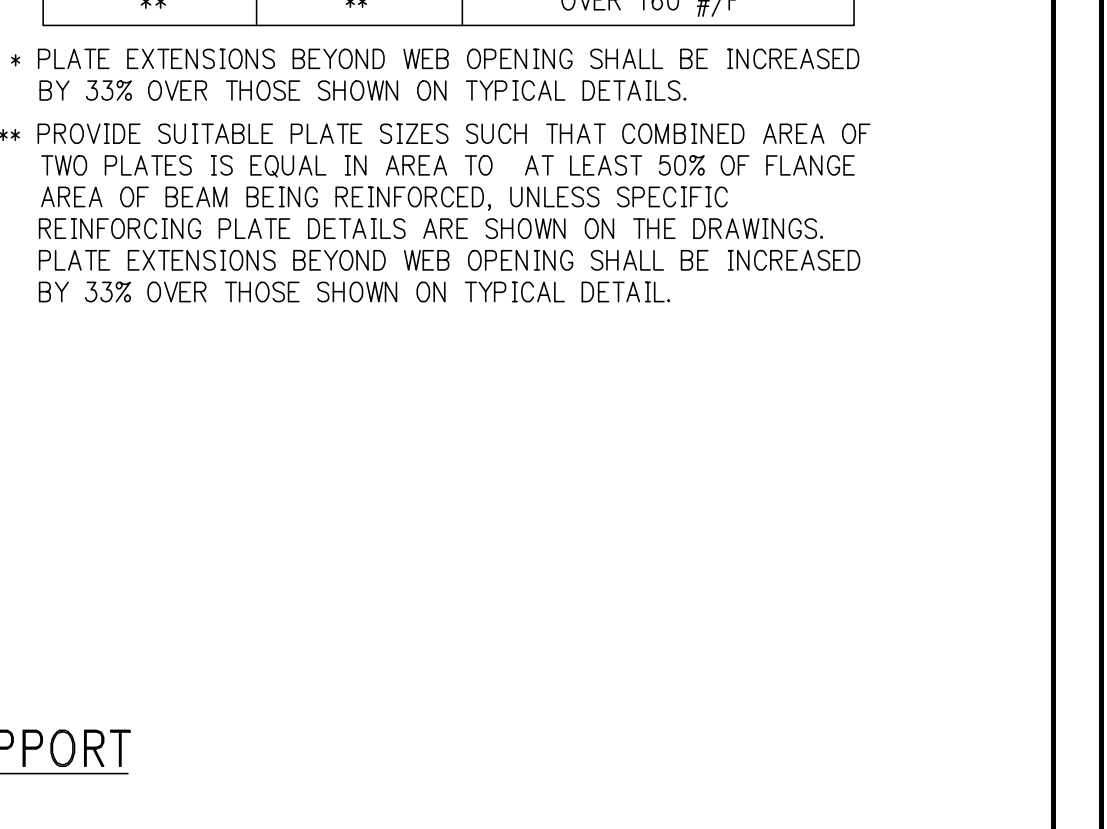 ** ** OVER 160 #/F
* PLATE EXTENSIONS BEYOND WEB OPENING SHALL BE INCREASED
BY 33% OVER THOSE SHOWN ON TYPICAL DETAILS.
** PROVIDE SUITABLE PLATE SIZES SUCH THAT COMBINED AREA OF
TWO PLATES IS EQUAL IN AREA TO AT LEAST 50% OF FLANGE
AREA OF BEAM BEING REINFORCED, UNLESS SPECIFIC
REINFORCING PLATE DETAILS ARE SHOWN ON THE DRAWINGS.
PLATE EXTENSIONS BEYOND WEB OPENING SHALL BE INCREASED
BY 33% OVER THOSE SHOWN ON TYPICAL DETAIL.
PPORT